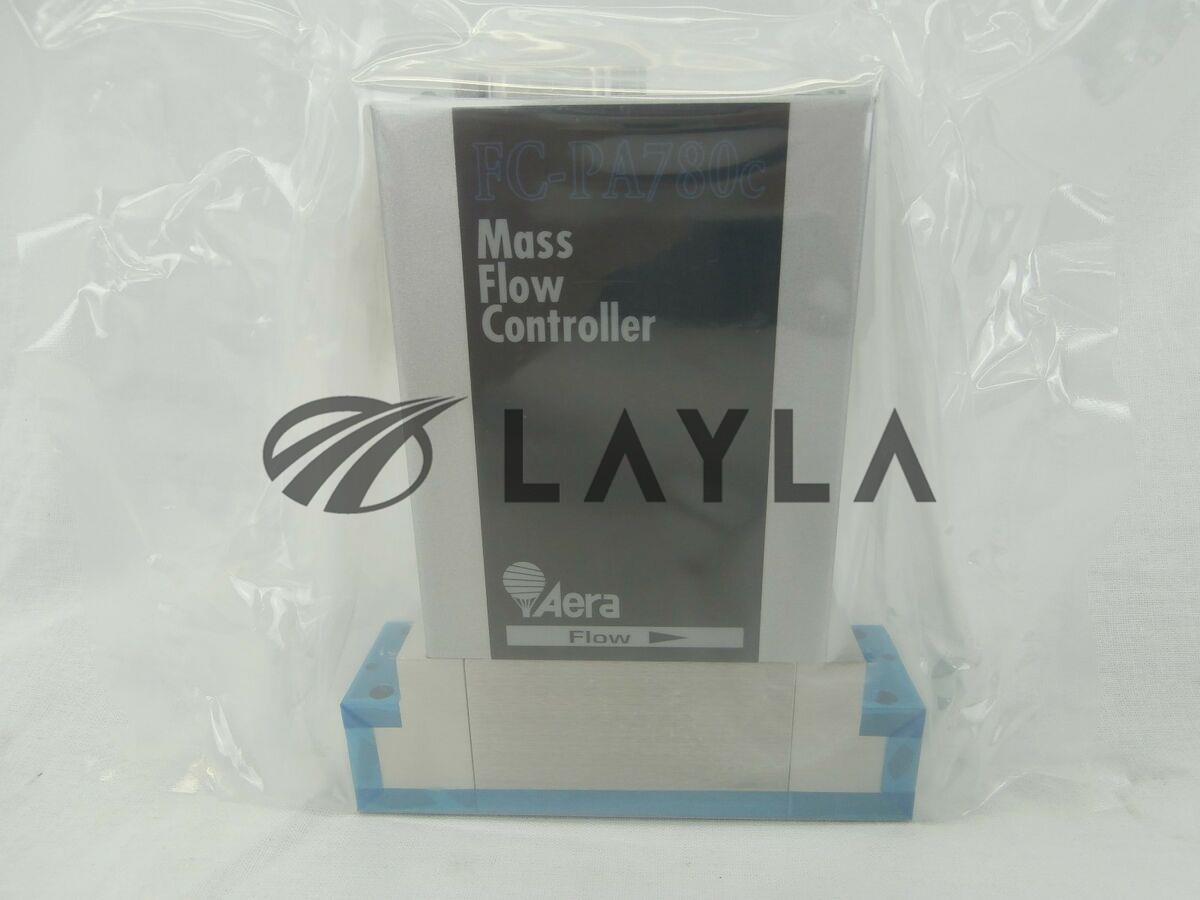 FC-PA780c
Mass
Flow
Controller
LAYLA
Aera
Flow